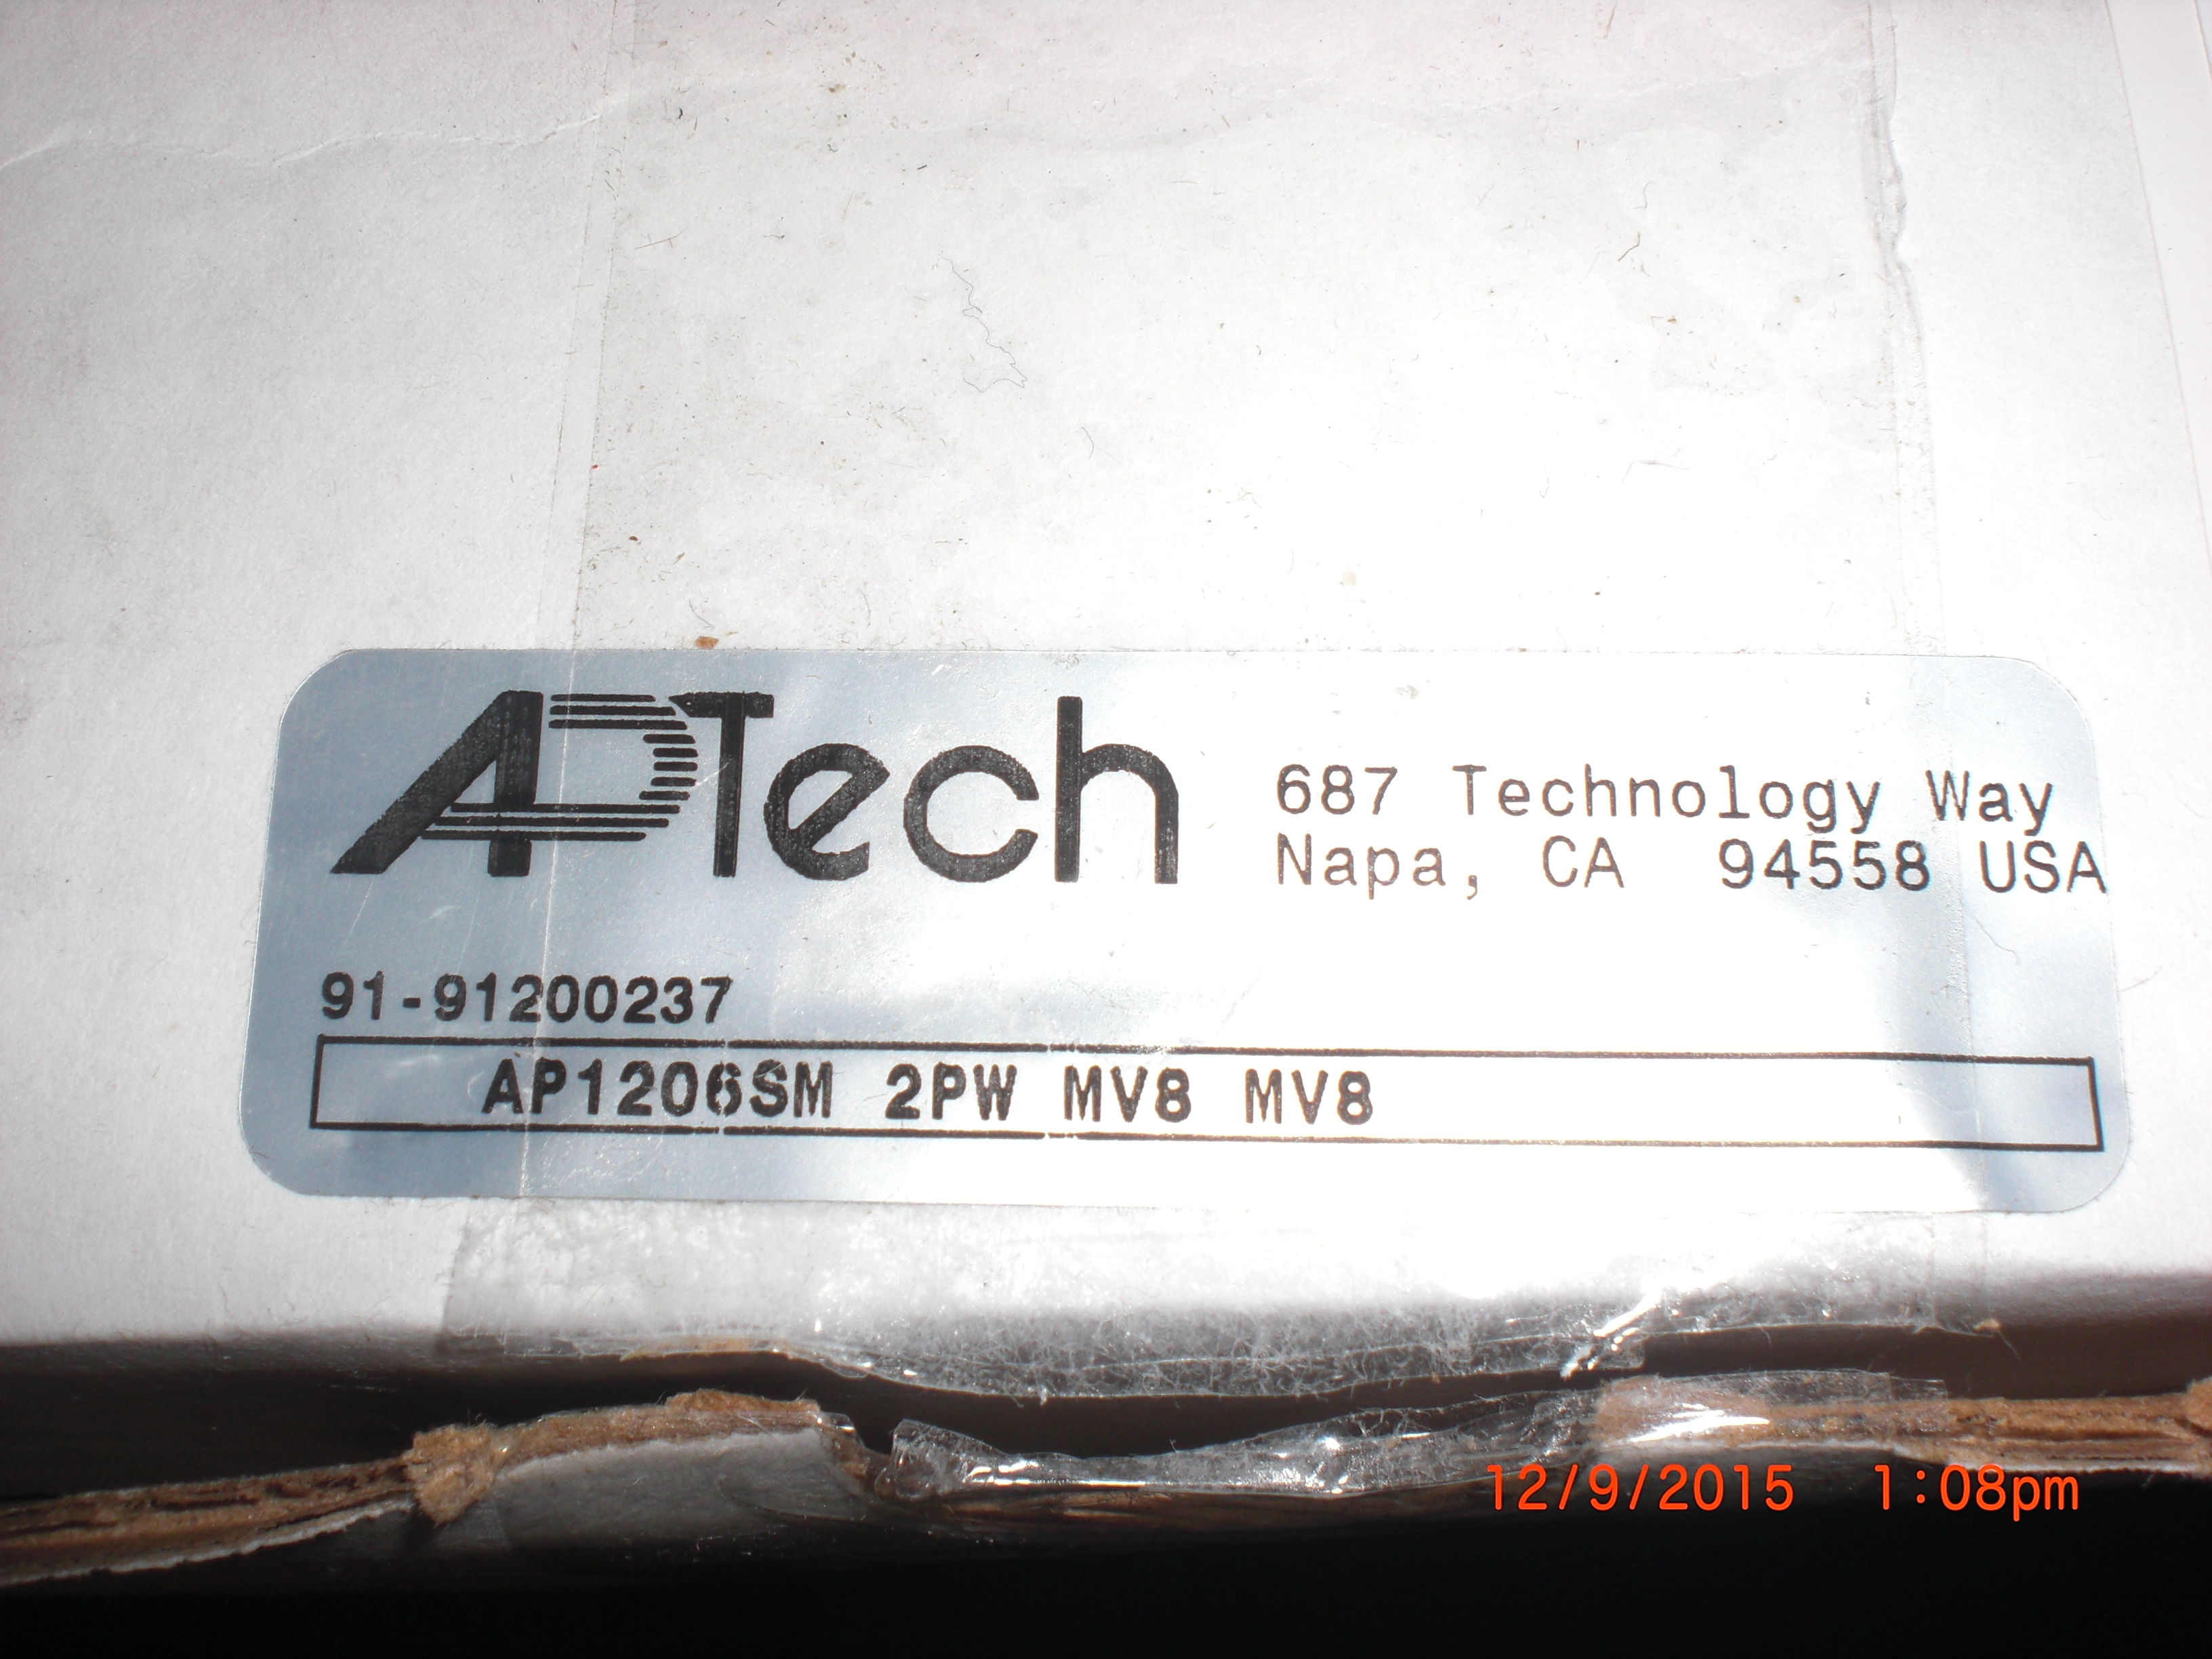 APTech
687 Technology Way
Napa, CA 94558 USA
91-91200237
AP1206SM 2PW MV8 MV8
12/9/2015 1:08pm